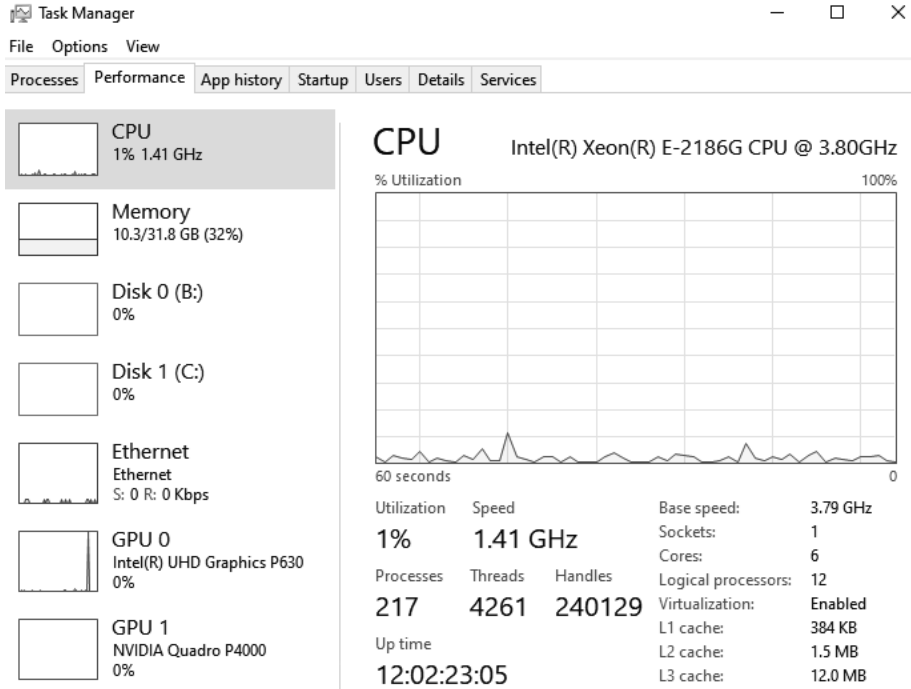 Task Manager
File Options View
Processes Performance App history Startup Users Details Services
CPU
1% 1.41 GHz
Memory
10.3/31.8 GB (32%)
Disk 0 (B:)
0%
Disk 1 (C:)
0%
Ethernet
Ethernet
S: 0 R: 0 Kbps
GPU 0
Intel(R) UHD Graphics P630
0%
GPU 1
NVIDIA Quadro P4000
0%
CPU Intel(R) Xeon(R) E-2186G CPU @ 3.80GHz
% Utilization 100%
60 seconds 0
Utilization Speed
1% 1.41 GHz
Processes Threads Handles
217 4261 240129
Up time
12:02:23:05
Base speed: 3.79 GHz
Sockets: 1
Cores: 6
Logical processors: 12
Virtualization: Enabled
L1 cache: 384 KB
L2 cache: 1.5 MB
L3 cache: 12.0 MB